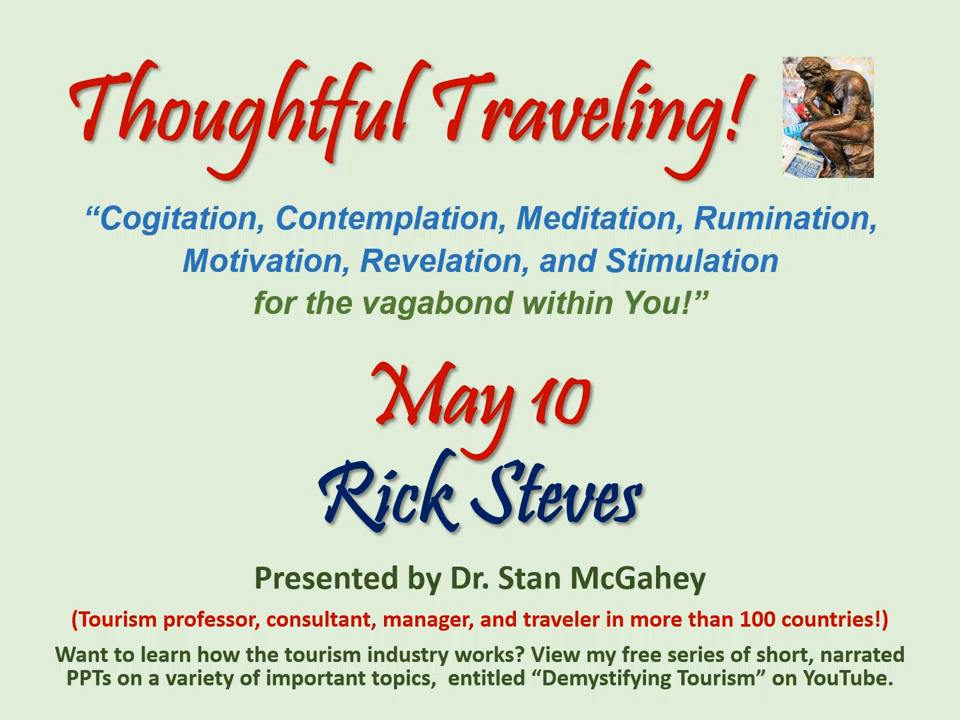 Thoughtful Traveling!
“Cogitation, Contemplation, Meditation, Rumination,
Motivation, Revelation, and Stimulation
for the vagabond within You!”
May 10
Rick Steves
Presented by Dr. Stan McGahey
(Tourism professor, consultant, manager, and traveler in more than 100 countries!)
Want to learn how the tourism industry works? View my free series of short, narrated
PPTs on a variety of important topics,  entitled “Demystifying Tourism” on YouTube.